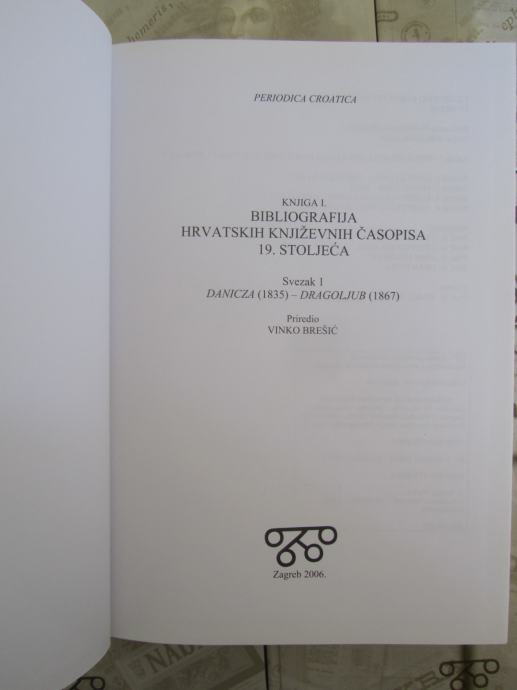 hemeris,
PERIODICA CROATICA
KNJIGA I.
BIBLIOGRAFIJA
HRVATSKIH KNJIŽEVNIH ČASOPISA
19. STOLJEĆA
Svezak 1
DANICZA (1835) – DRAGOLJUB (1867)
Priredio
VINKO BREŠIĆ
Zagreb 2006.